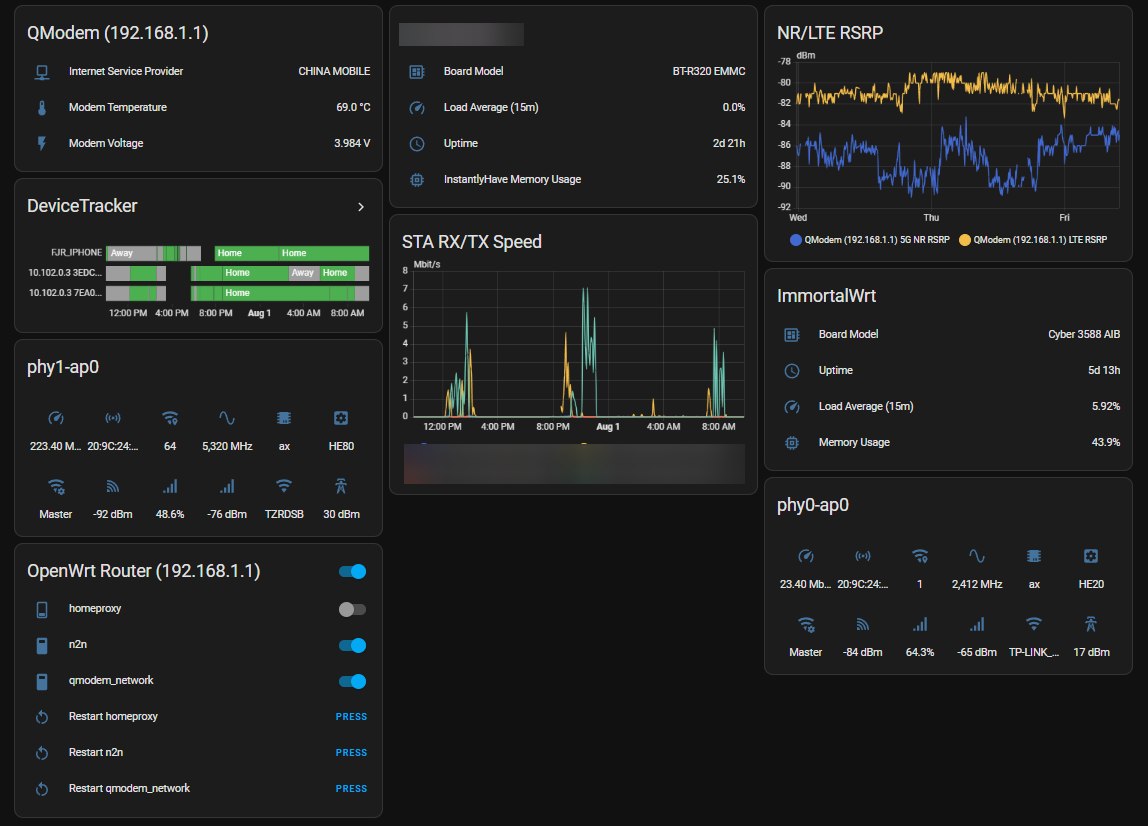 QModem (192.168.1.1)
Internet Service Provider CHINA MOBILE
Modem Temperature 69.0 °C
Modem Voltage 3.984 V
DeviceTracker
FJR_IPHONE Away Home Home
10.102.0.3 3EDC... Home Away Home
10.102.0.3 7EA0... Home
12:00 PM 4:00 PM 8:00 PM Aug 1 4:00 AM 8:00 AM
phy1-ap0
223.40 M... 20:9C:24:... 64 5,320 MHz ax HE80
Master -92 dBm 48.6% -76 dBm TZRDSB 30 dBm
OpenWrt Router (192.168.1.1)
homeproxy
n2n
qmodem_network
Restart homeproxy PRESS
Restart n2n PRESS
Restart qmodem_network PRESS
Board Model BT-R320 EMMC
Load Average (15m) 0.0%
Uptime 2d 21h
InstantlyHave Memory Usage 25.1%
STA RX/TX Speed
Mbit/s
8
7
6
5
4
3
2
1
0
12:00 PM 4:00 PM 8:00 PM Aug 1 4:00 AM 8:00 AM
NR/LTE RSRP
dBm
-78
-80
-82
-84
-86
-88
-90
-92
Wed Thu Fri
QModem (192.168.1.1) 5G NR RSRP QModem (192.168.1.1) LTE RSRP
ImmortalWrt
Board Model Cyber 3588 AIB
Uptime 5d 13h
Load Average (15m) 5.92%
Memory Usage 43.9%
phy0-ap0
23.40 Mb... 20:9C:24:... 1 2,412 MHz ax HE20
Master -84 dBm 64.3% -65 dBm TP-LINK_... 17 dBm